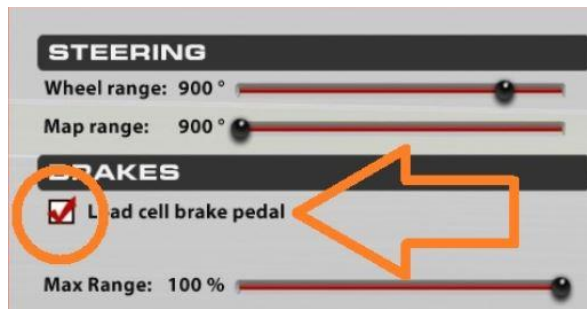 STEERING
Wheel range: 900 °
Map range: 900 °
BRAKES
Load cell brake pedal
Max Range: 100 %